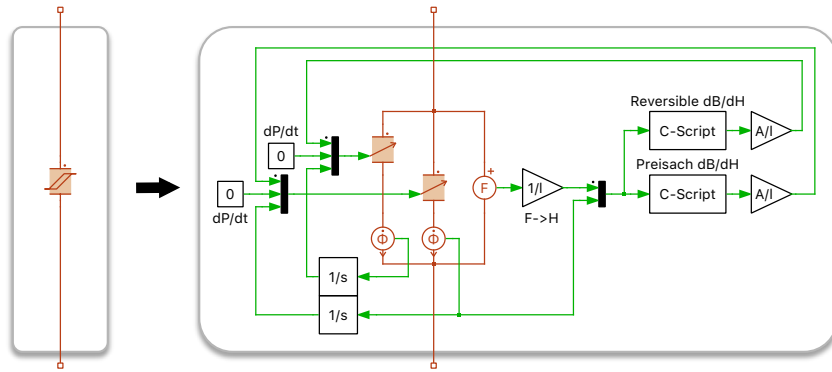 Reversible dB/dH
C-Script
A/l
dP/dt
0
Preisach dB/dH
C-Script
A/l
0
dP/dt
F
1/l
F->H
Φ
Φ
1/s
1/s